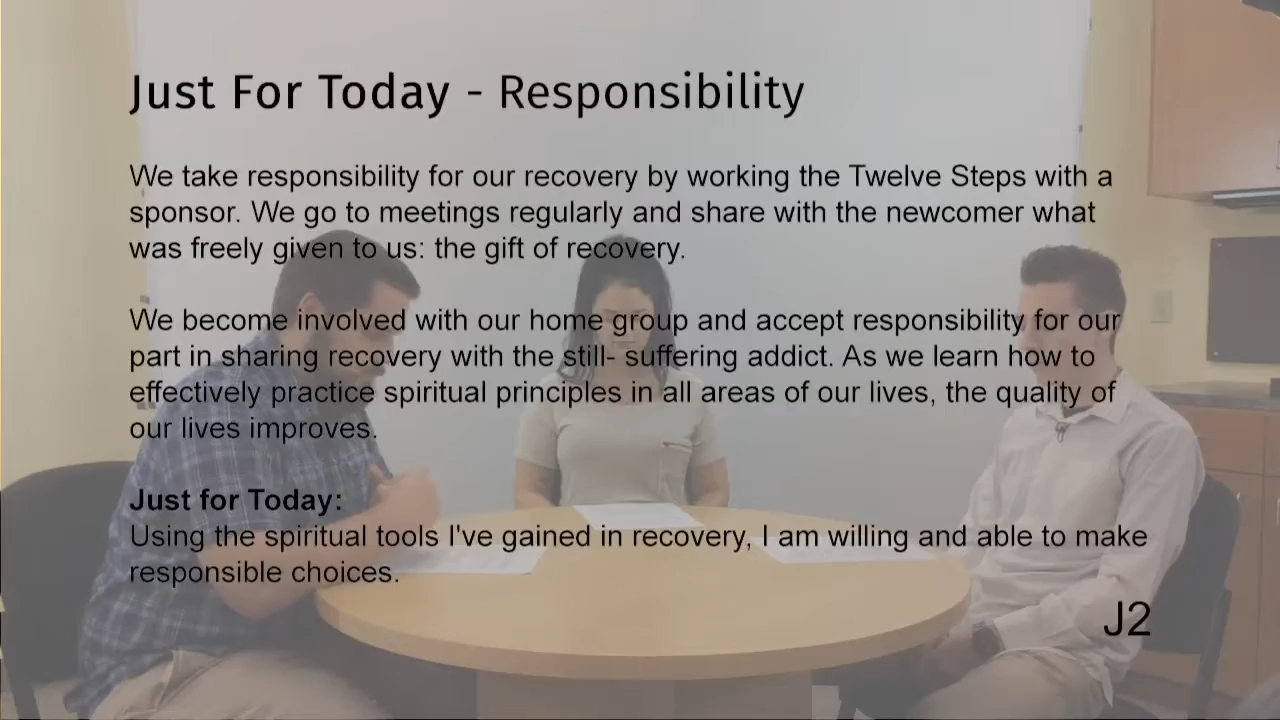 Just For Today - Responsibility
We take responsibility for our recovery by working the Twelve Steps with a
sponsor. We go to meetings regularly and share with the newcomer what
was freely given to us: the gift of recovery.
We become involved with our home group and accept responsibility for our
part in sharing recovery with the still- suffering addict. As we learn how to
effectively practice spiritual principles in all areas of our lives, the quality of
our lives improves.
Just for Today:
Using the spiritual tools I've gained in recovery, I am willing and able to make
responsible choices.
J2